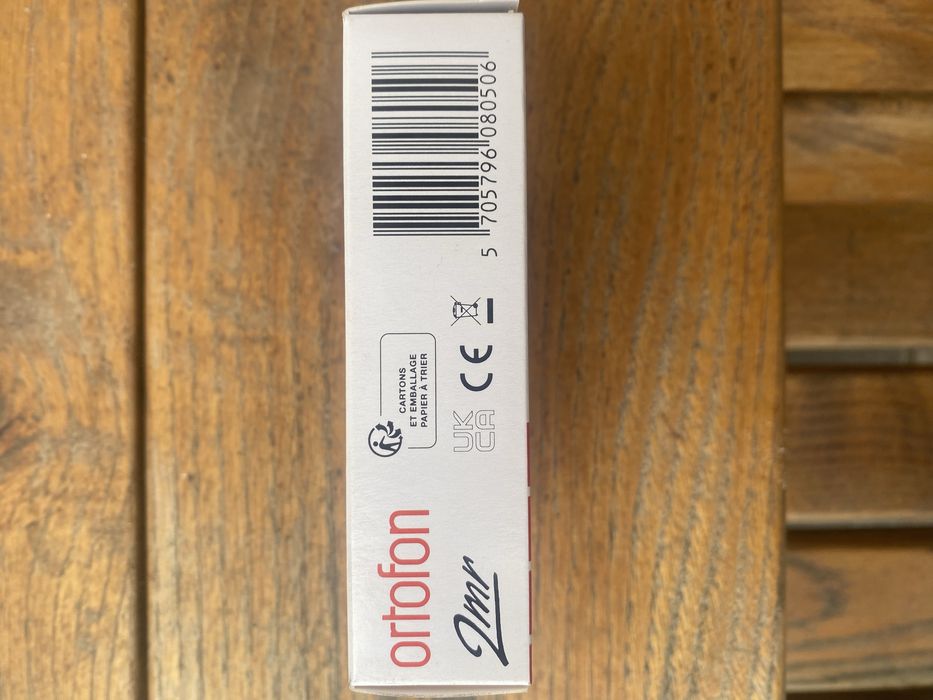 ortofon
2mr
CARTONS
ET EMBALLAGE
PAPIER À TRIER
UK
CA
CE
5 705796 080506